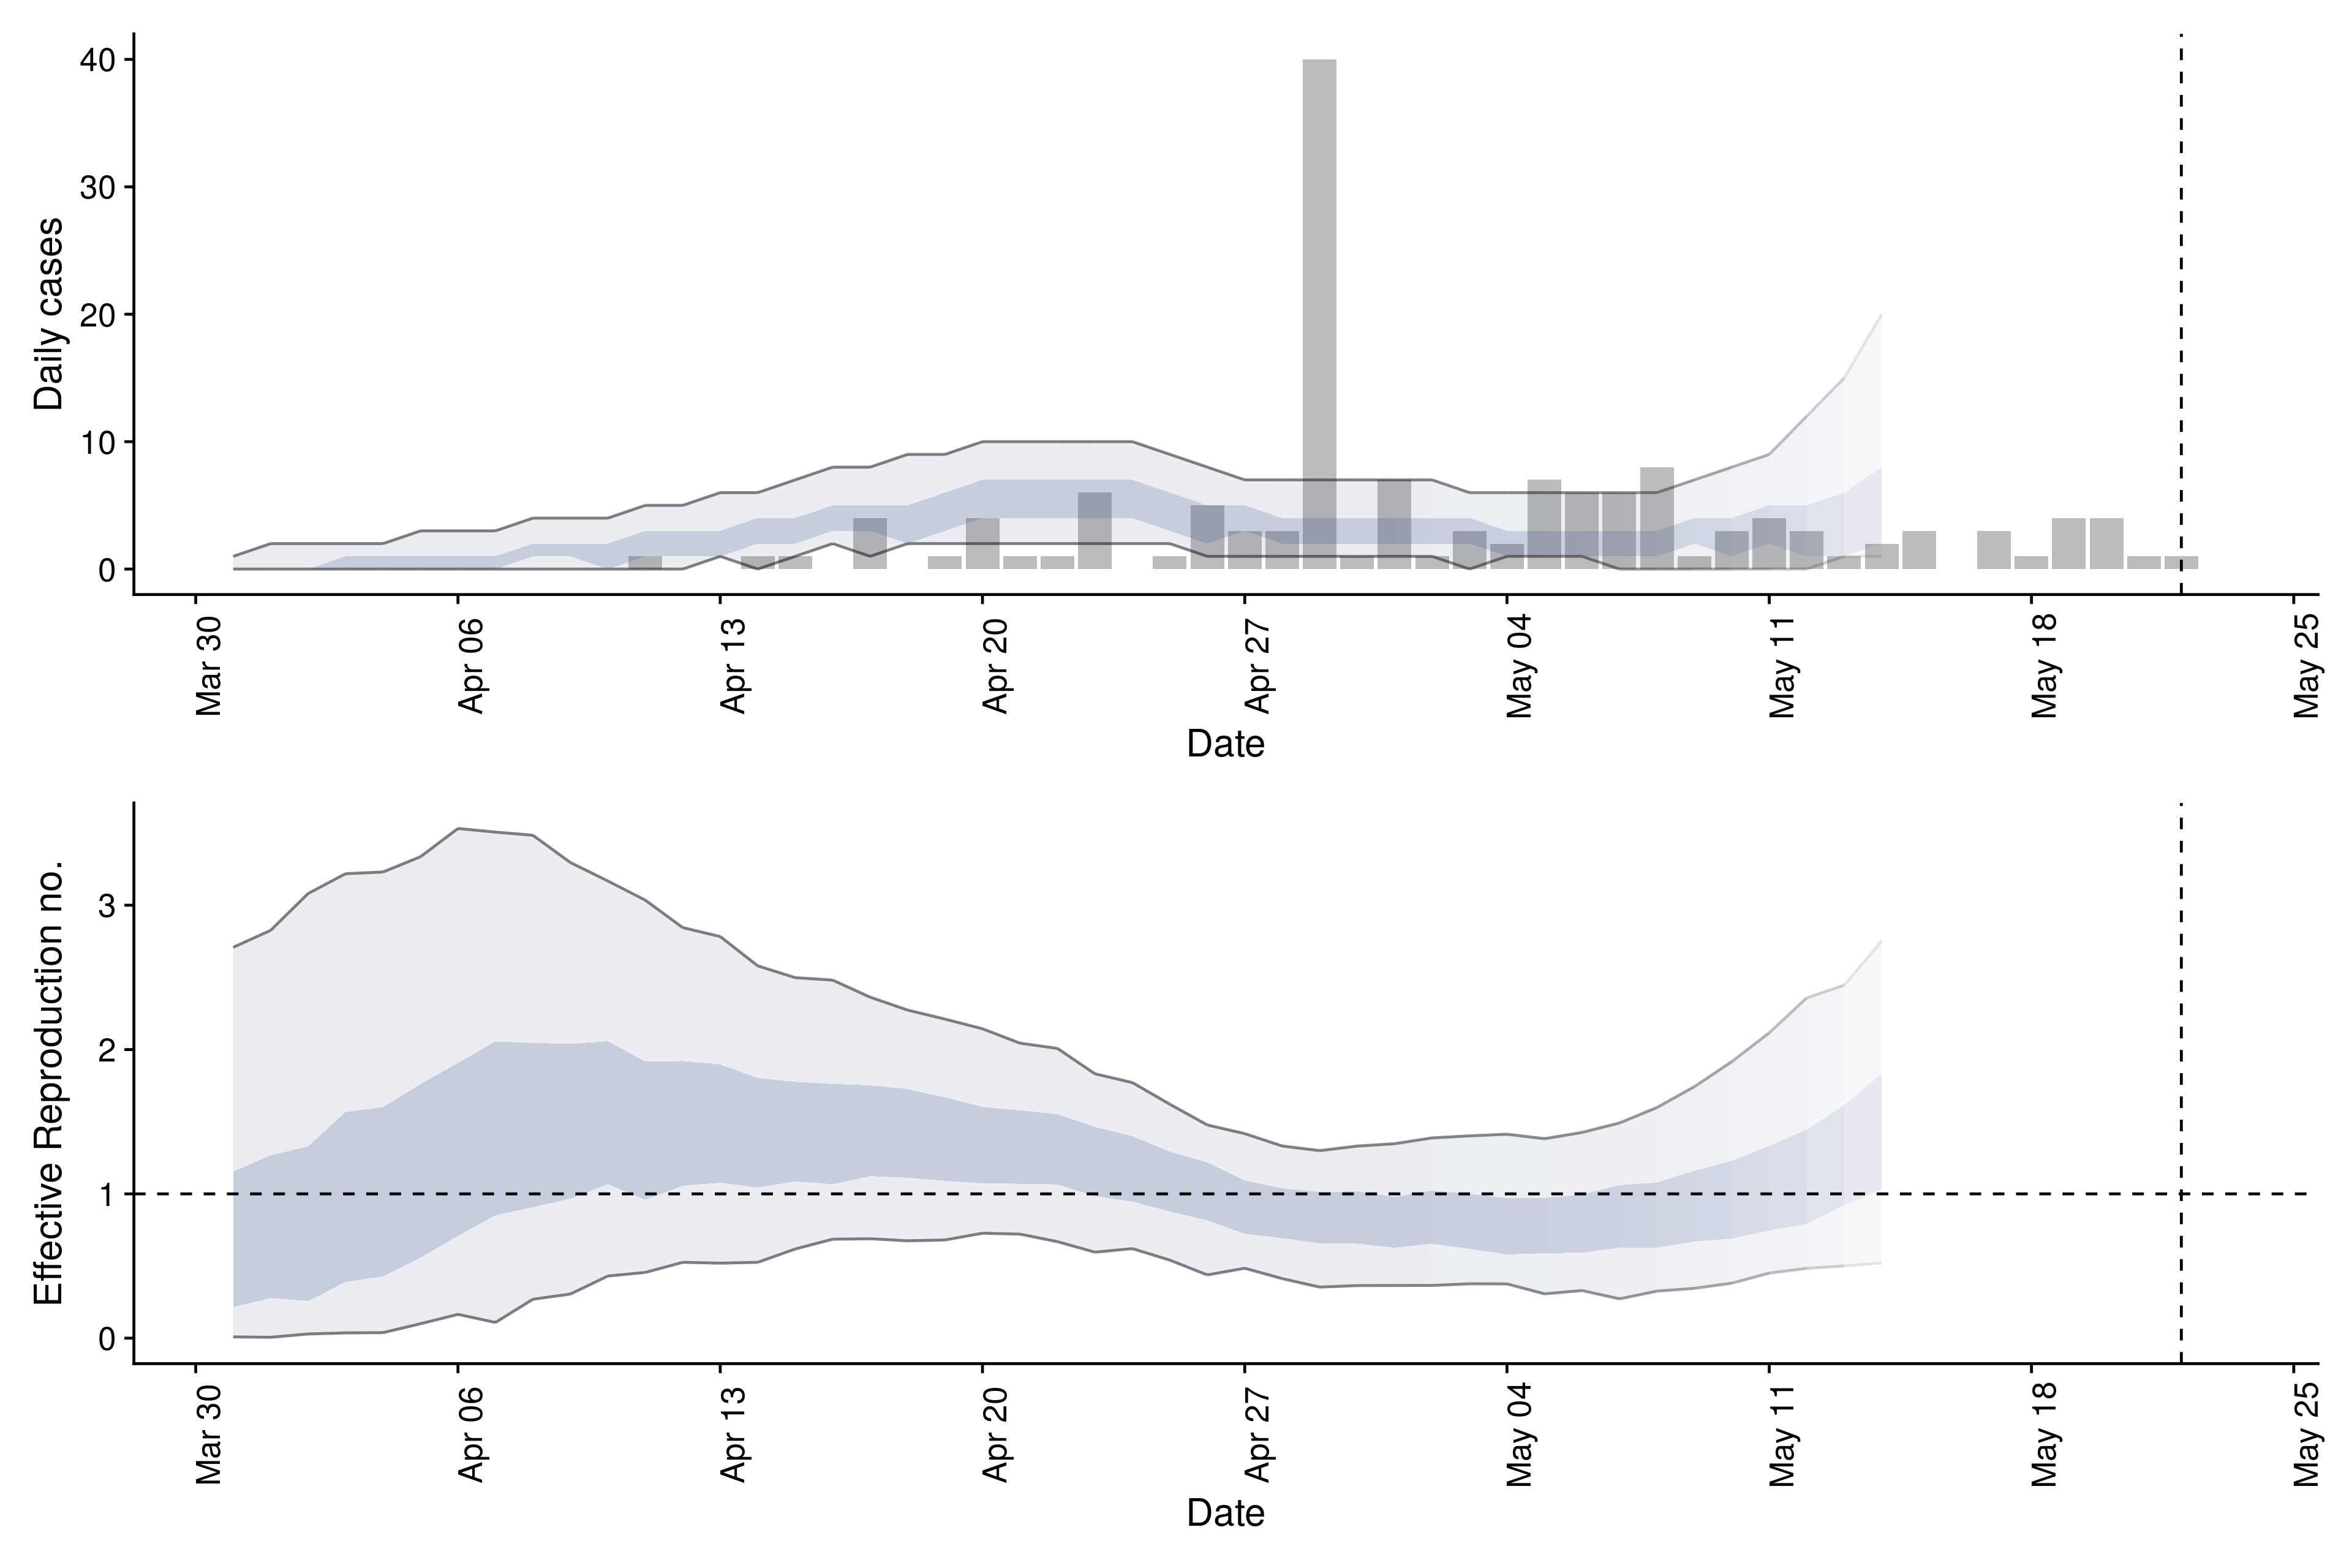 Daily cases
40
30
20
10
0
Mar 30
Apr 06
Apr 13
Apr 20
Apr 27
May 04
May 11
May 18
May 25
Date
Effective Reproduction no.
3
2
1
0
Mar 30
Apr 06
Apr 13
Apr 20
Apr 27
May 04
May 11
May 18
May 25
Date